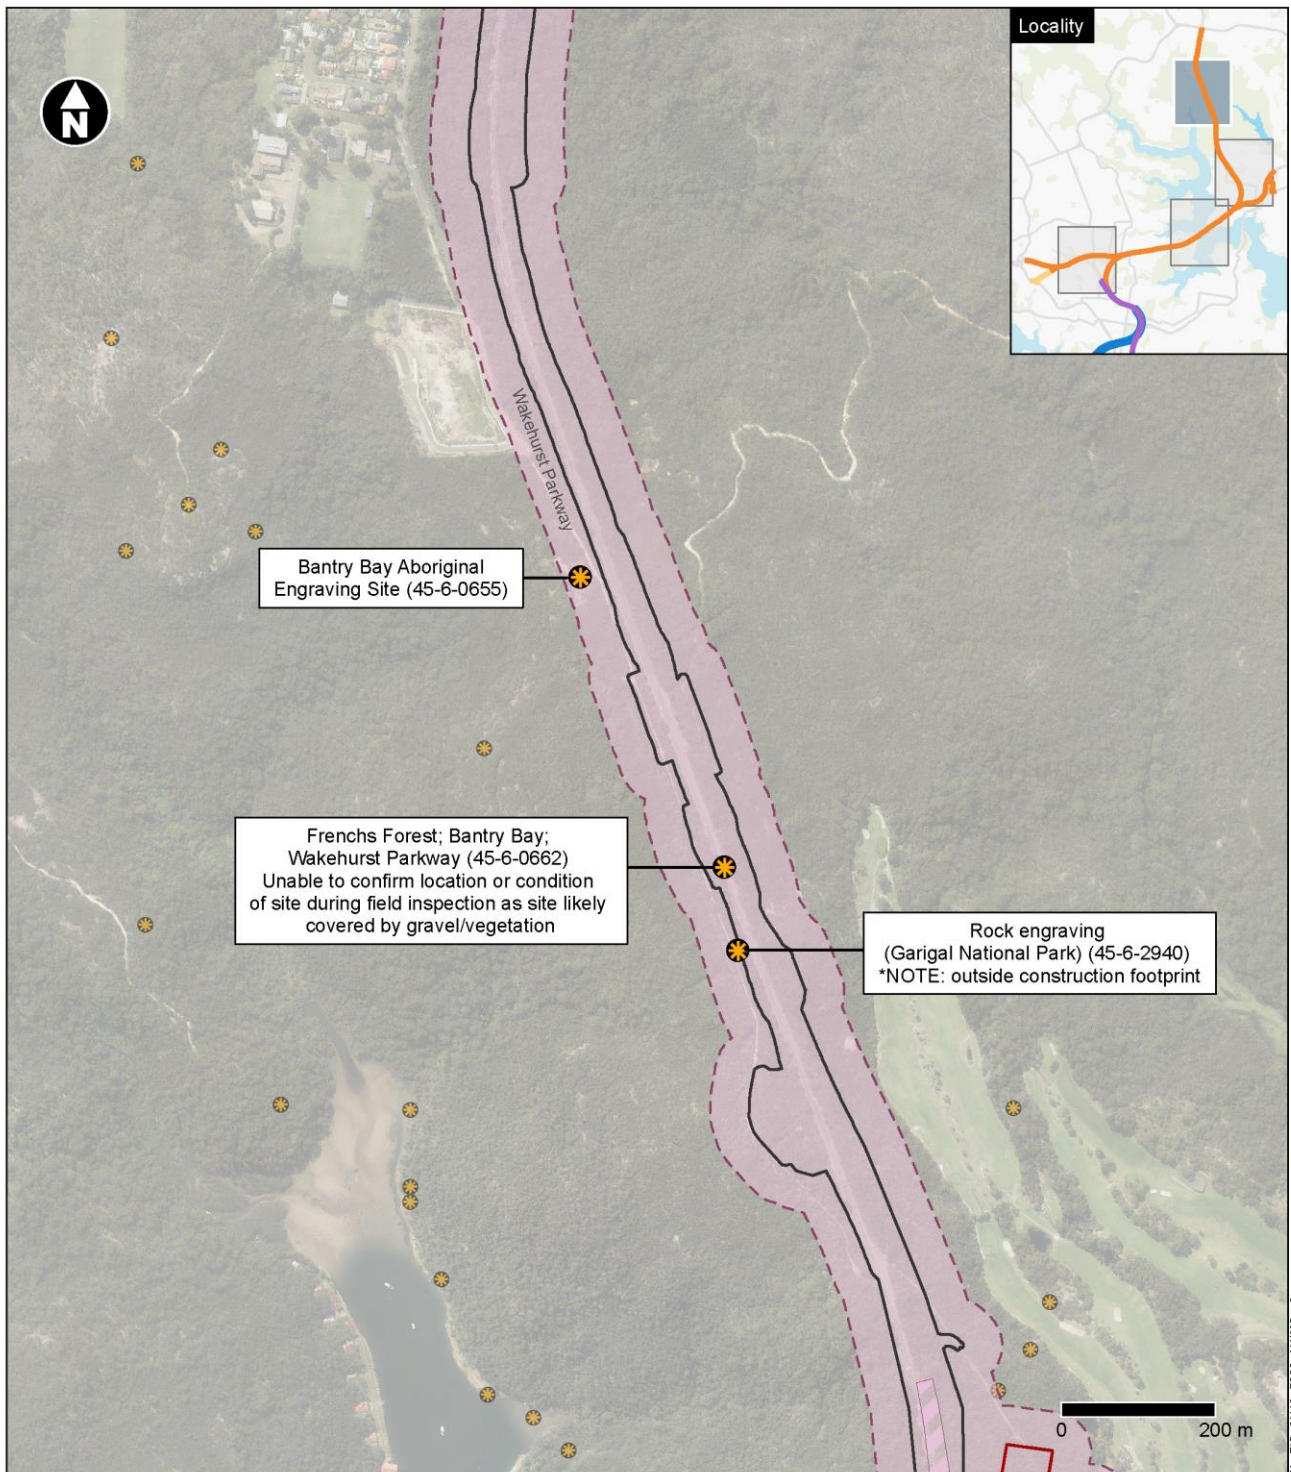 Locality
N
Wakehurst Parkway
Bantry Bay Aboriginal
Engraving Site (45-6-0655)
Frenchs Forest; Bantry Bay;
Wakehurst Parkway (45-6-0662)
Unable to confirm location or condition
of site during field inspection as site likely
covered by gravel/vegetation
Rock engraving
(Garigal National Park) (45-6-2940)
*NOTE: outside construction footprint
0 200 m